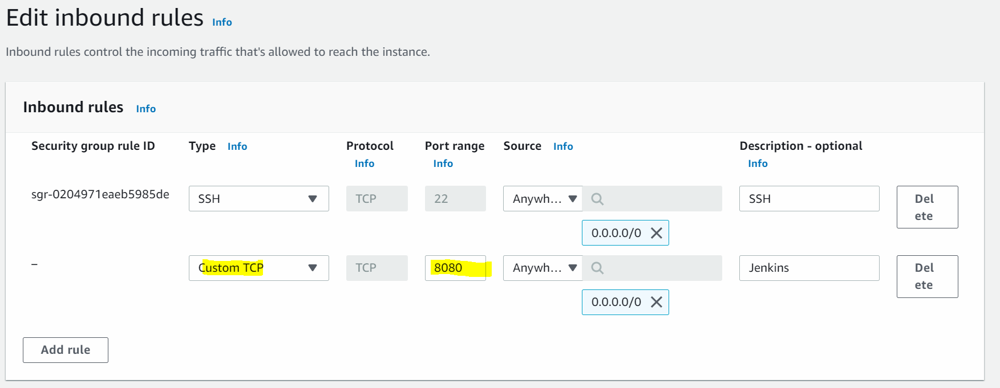 Edit inbound rules Info
Inbound rules control the incoming traffic that's allowed to reach the instance.
Inbound rules Info
Security group rule ID Type Info Protocol Info Port range Info Source Info Description - optional Info
sgr-0204971eaeb5985de SSH TCP 22 Anywh... SSH Del
ete
0.0.0.0/0
– Custom TCP TCP 8080 Anywh... Jenkins Del
ete
0.0.0.0/0
Add rule